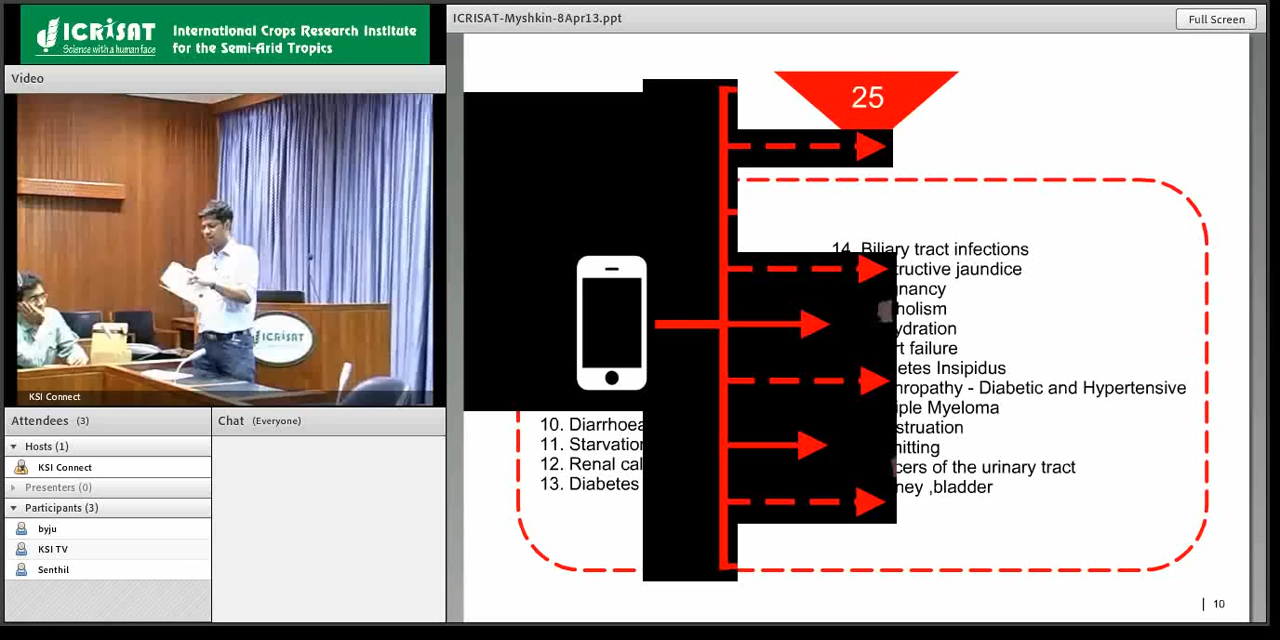 ICRISAT
Science with a human face
International Crops Research Institute
for the Semi-Arid Tropics
Video
ICRISAT
KSI Connect
Attendees (3)
Hosts (1)
KSI Connect
Presenters (0)
Participants (3)
byju
KSI TV
Senthil
Chat (Everyone)
ICRISAT-Myshkin-8Apr13.ppt
Full Screen
25
10. Diarrhoea
11. Starvation
12. Renal cal
13. Diabetes
14. Biliary tract infections
tructive jaundice
nancy
holism
ydration
rt failure
etes Insipidus
hropathy - Diabetic and Hypertensive
iple Myeloma
struation
mitting
cers of the urinary tract
ney ,bladder
10